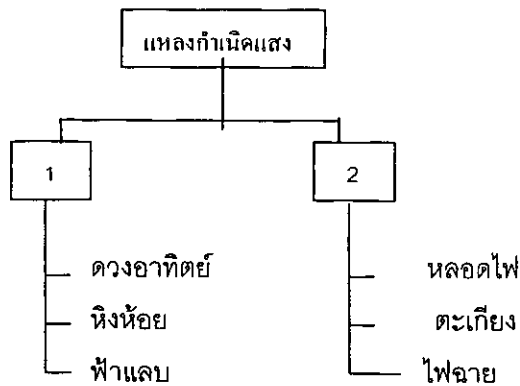 แหล่งกำเนิดแสง
1 2
ดวงอาทิตย์ หลอดไฟ
หิงห้อย ตะเกียง
ฟ้าแลบ ไฟฉาย